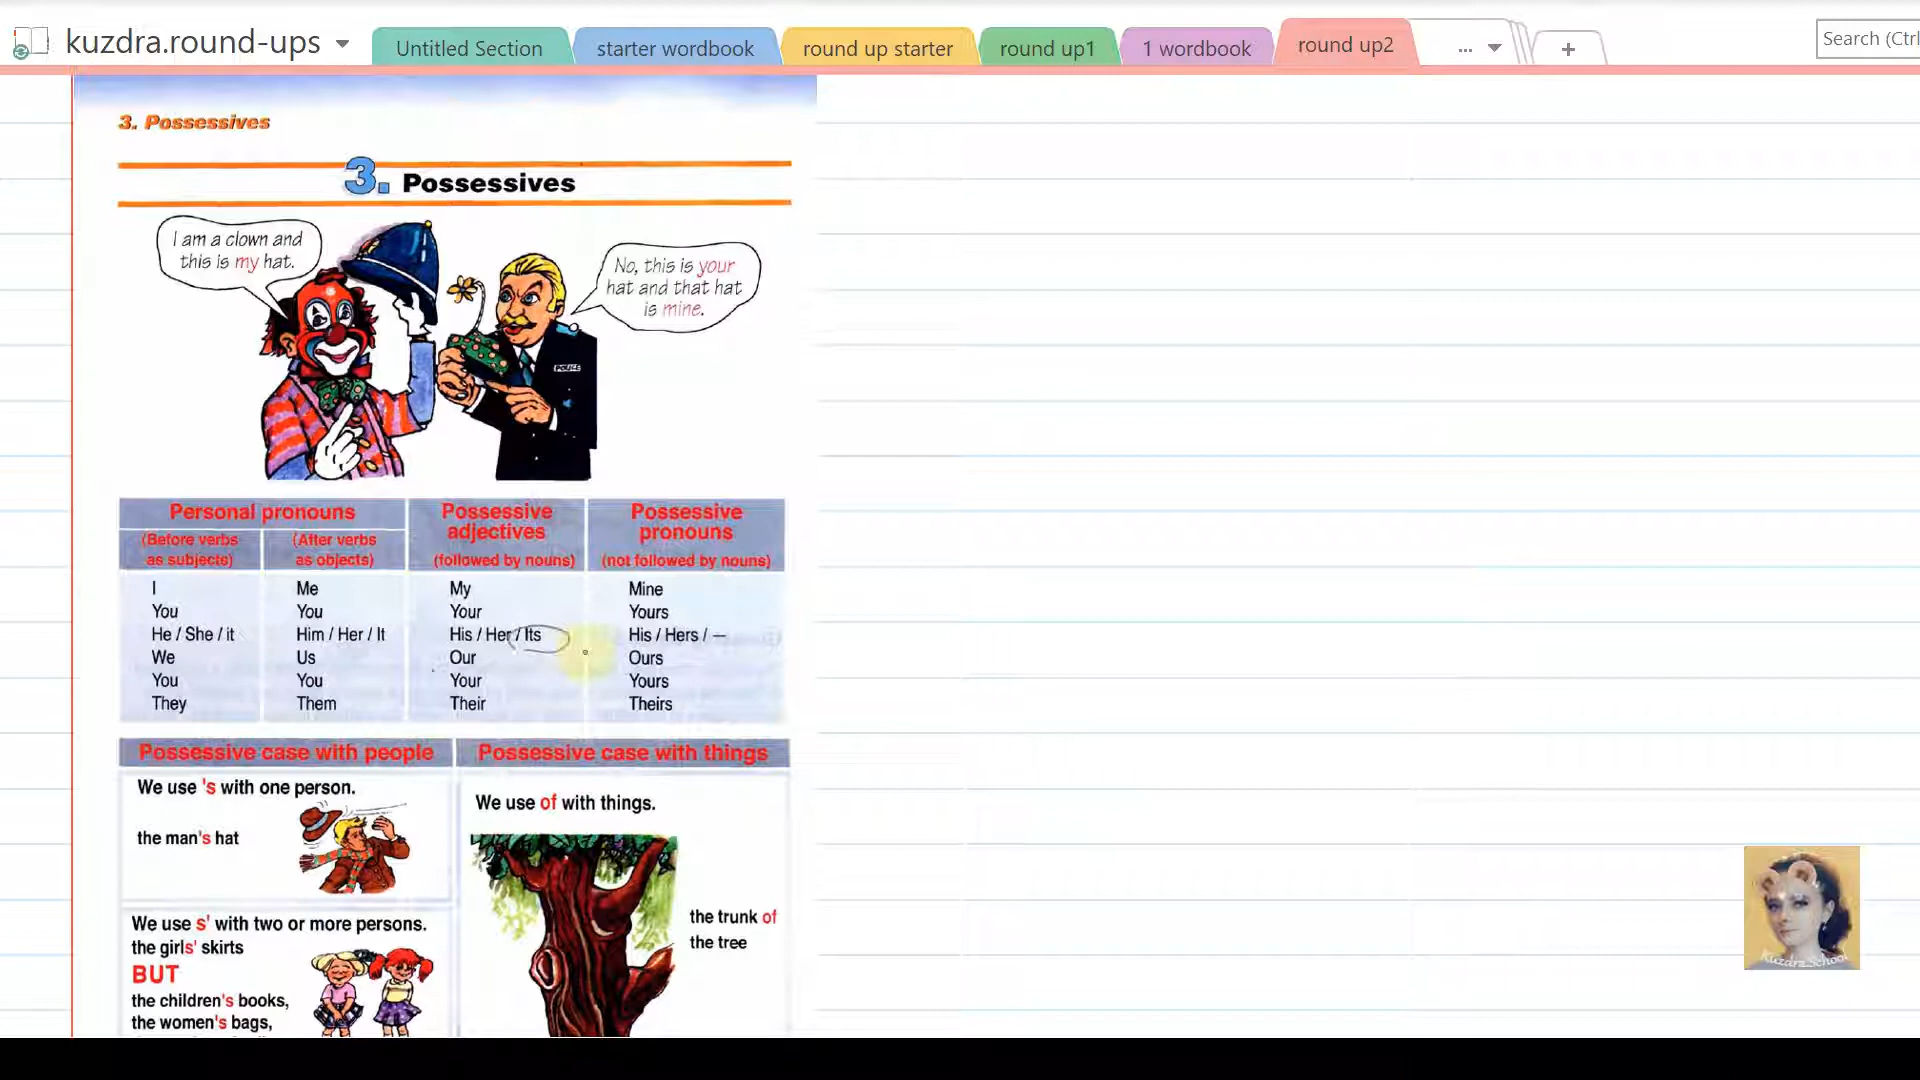 kuzdra.round-ups
Untitled Section
starter wordbook
round up starter
round up1
1 wordbook
round up2
...
+
Search (Ctrl
3. Possessives
3. Possessives
I am a clown and
this is my hat.
No, this is your
hat and that hat
is mine.
POLICE
Personal pronouns
Possessive
adjectives
Possessive
pronouns
(Before verbs
as subjects)
(After verbs
as objects)
(followed by nouns)
(not followed by nouns)
I Me My Mine
You You Your Yours
He / She / it Him / Her / It His / Her / Its His / Hers / —
We Us Our Ours
You You Your Yours
They Them Their Theirs
Possessive case with people
Possessive case with things
We use 's with one person.
the man's hat
We use s' with two or more persons.
the girls' skirts
BUT
the children's books,
the women's bags,
We use of with things.
the trunk of
the tree
Kuzdra_School